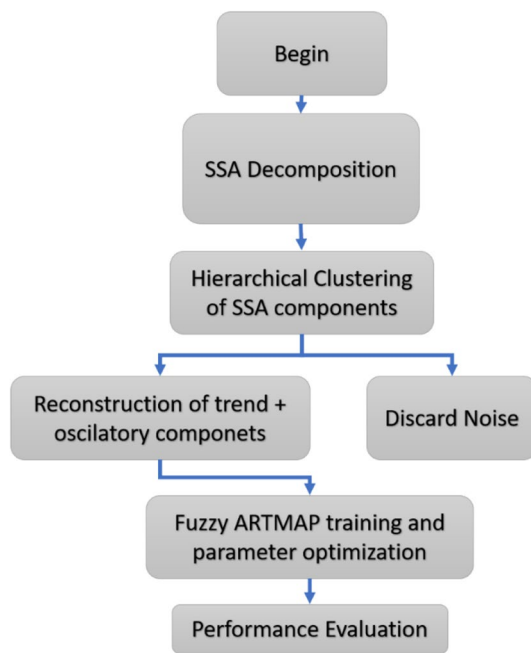 Begin
SSA Decomposition
Hierarchical Clustering
of SSA components
Reconstruction of trend +
oscilatory componets
Discard Noise
Fuzzy ARTMAP training and
parameter optimization
Performance Evaluation